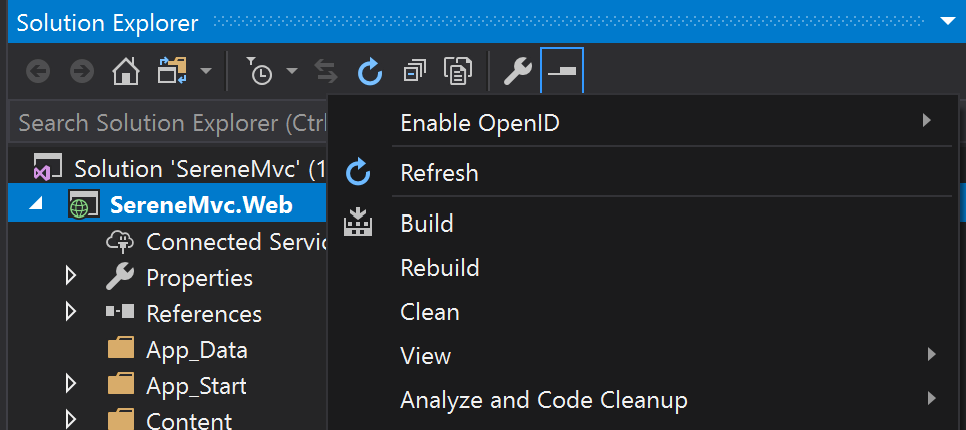 Solution Explorer
Search Solution Explorer (Ctrl
Enable OpenID
Solution 'SereneMvc' (1
Refresh
SereneMvc.Web
Build
Connected Servic
Rebuild
Properties
References
Clean
App_Data
View
App_Start
Analyze and Code Cleanup
Content